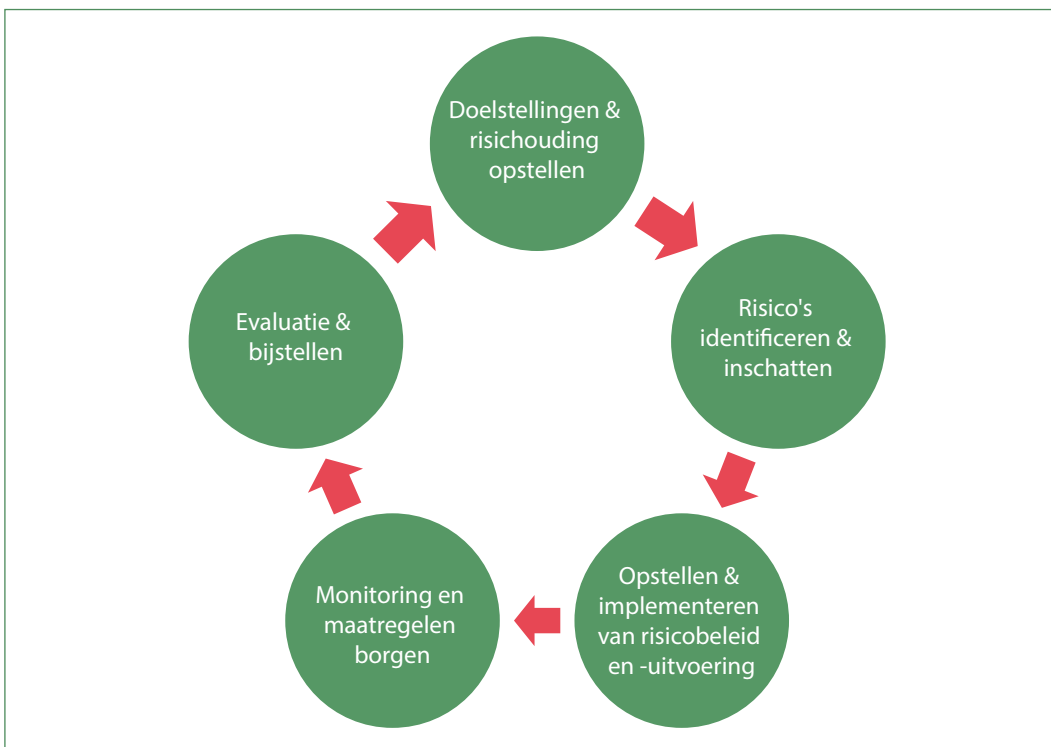 Doelstellingen &
risichouding
opstellen
Risico's
identificeren &
inschatten
Opstellen &
implementeren
van risicobeleid
en -uitvoering
Monitoring en
maatregelen
borgen
Evaluatie &
bijstellen